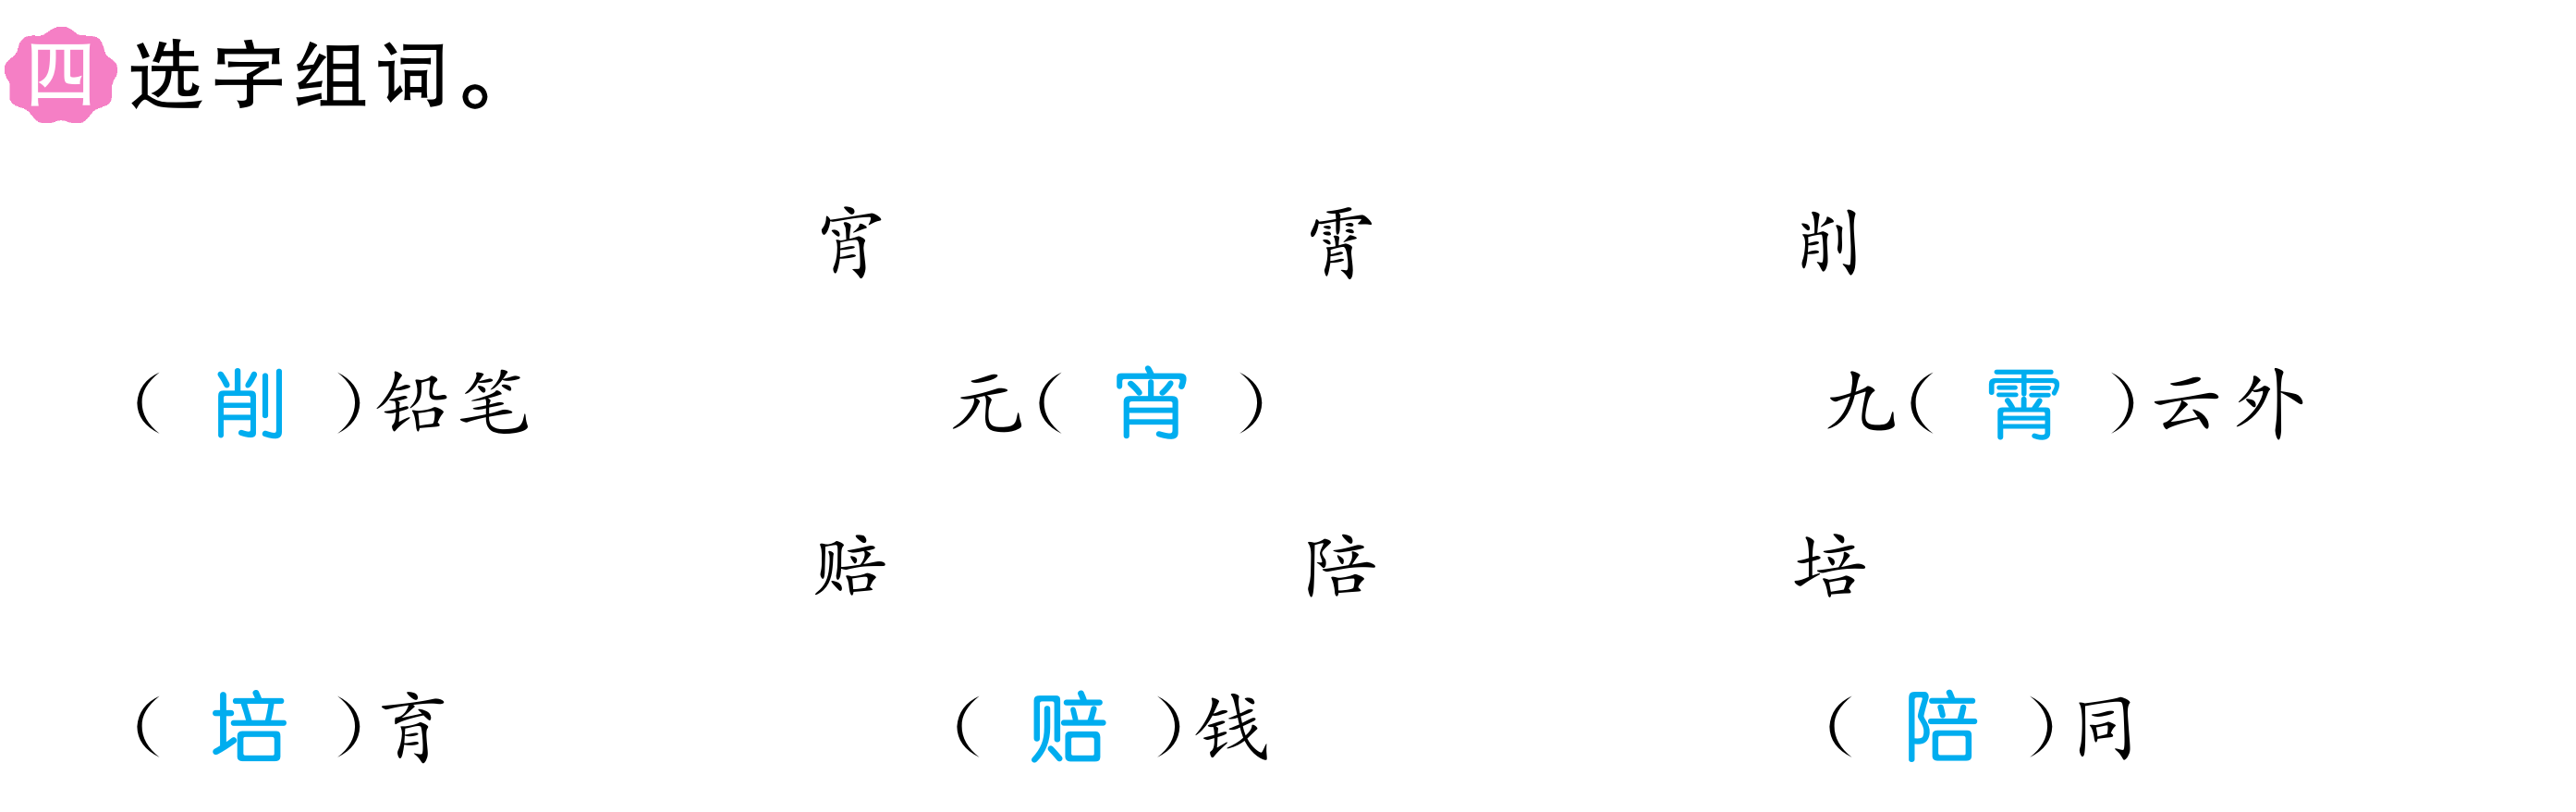 四 选字组词。
宵 霄 削
（削）铅笔 元（宵） 九（霄）云外
赔 陪 培
（培）育 （赔）钱 （陪）同